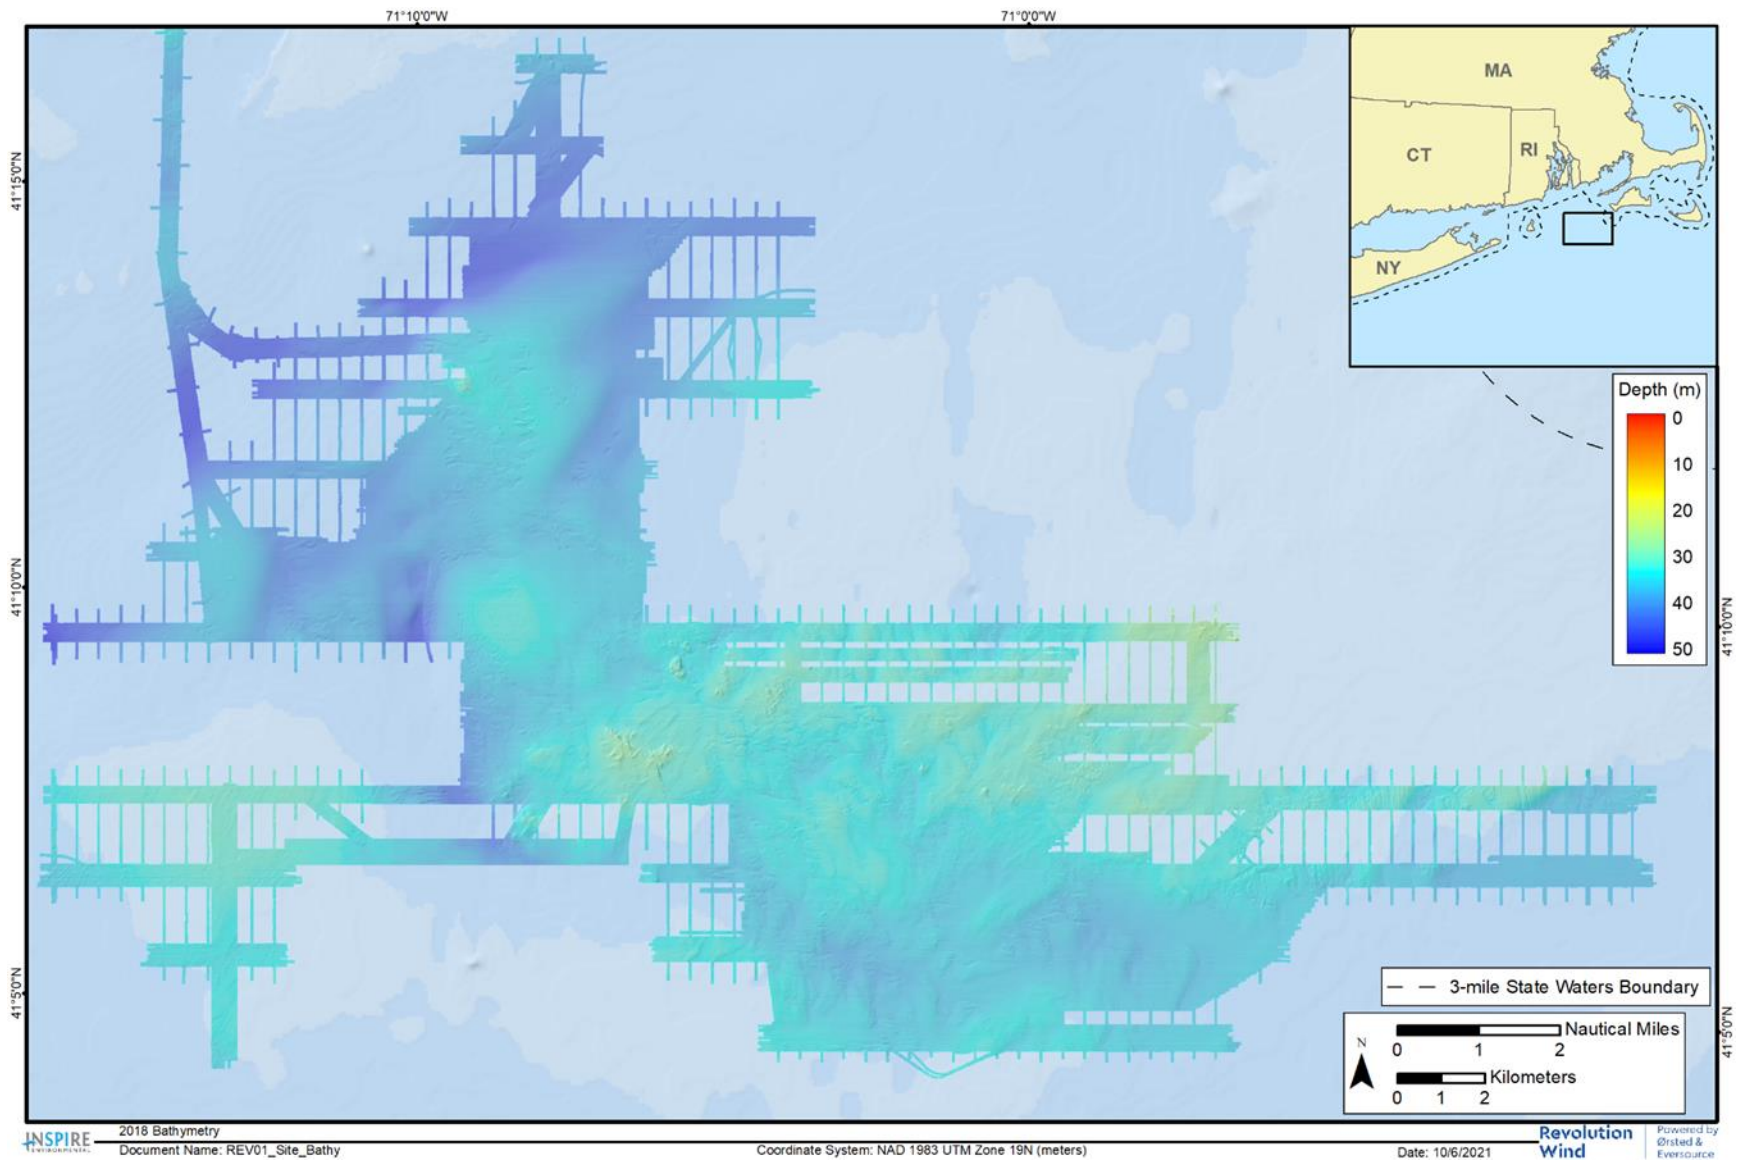 71°10'0"W
71°0'0"W
MA
CT
RI
NY
41°15'0"N
41°10'0"N
41°5'0"N
41°10'0"N
41°5'0"N
Depth (m)
0
10
20
30
40
50
3-mile State Waters Boundary
N
Nautical Miles
0 1 2
Kilometers
0 1 2
INSPIRE
ENVIRONMENTAL
2018 Bathymetry
Document Name: REV01_Site_Bathy
Coordinate System: NAD 1983 UTM Zone 19N (meters)
Date: 10/6/2021
Revolution
Wind
Powered by
Ørsted &
Eversource